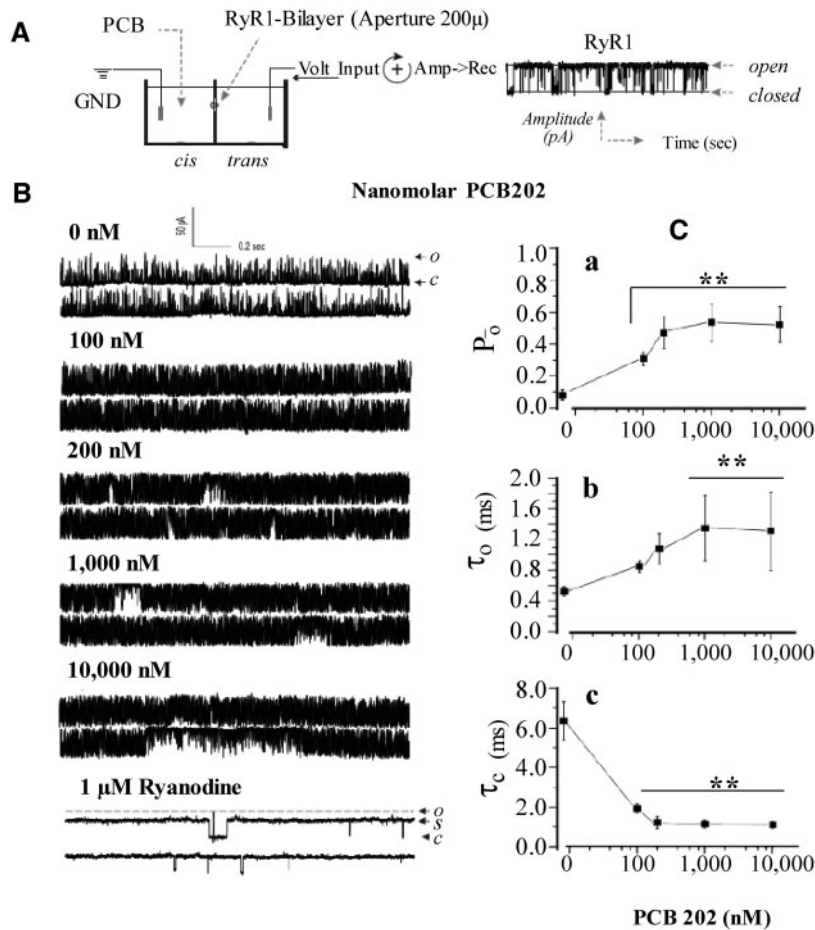 A
PCB
RyR1-Bilayer (Aperture 200μ)
GND
Volt Input + Amp->Rec
cis trans
RyR1
open
closed
Amplitude
(pA)
Time (sec)
Nanomolar PCB202
B
50 pA
0.2 sec
0 nM
o
c
100 nM
200 nM
1,000 nM
10,000 nM
1 μM Ryanodine
o
s
c
C
a
**
Po
1.0
0.8
0.6
0.4
0.2
0.0
0 100 1,000 10,000
b
**
τo (ms)
2.0
1.6
1.2
0.8
0.4
0.0
0 100 1,000 10,000
c
**
τc (ms)
8.0
6.0
4.0
2.0
0.0
0 100 1,000 10,000
PCB 202 (nM)